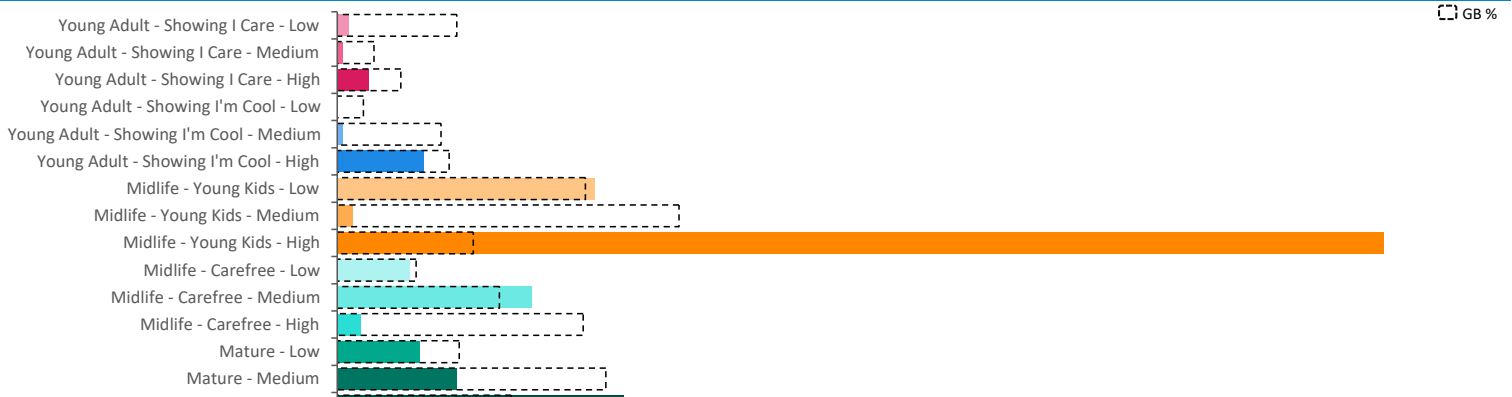 GB %
Young Adult - Showing I Care - Low
Young Adult - Showing I Care - Medium
Young Adult - Showing I Care - High
Young Adult - Showing I'm Cool - Low
Young Adult - Showing I'm Cool - Medium
Young Adult - Showing I'm Cool - High
Midlife - Young Kids - Low
Midlife - Young Kids - Medium
Midlife - Young Kids - High
Midlife - Carefree - Low
Midlife - Carefree - Medium
Midlife - Carefree - High
Mature - Low
Mature - Medium